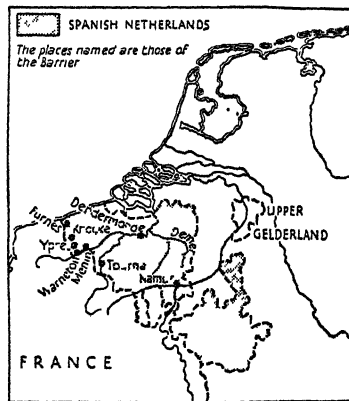 SPANISH NETHERLANDS
The places named are those of
the Barrier
Dendermonde
Furnes
Knocke
Ypres
Warneton
Menin
Tournai
Namur
UPPER
GELDERLAND
FRANCE